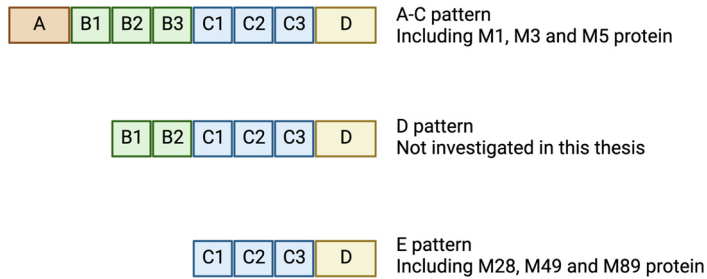 A B1 B2 B3 C1 C2 C3 D
A-C pattern
Including M1, M3 and M5 protein
B1 B2 C1 C2 C3 D
D pattern
Not investigated in this thesis
C1 C2 C3 D
E pattern
Including M28, M49 and M89 protein